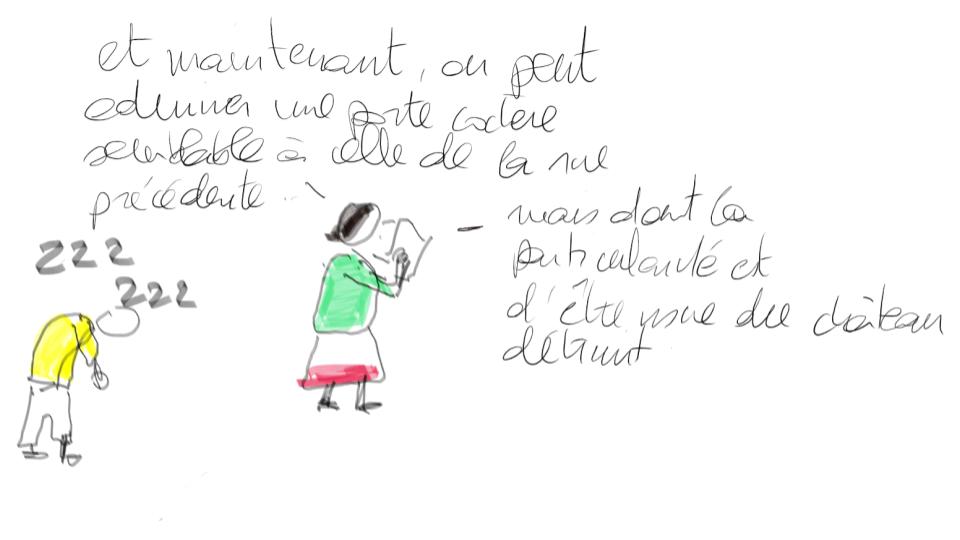 et maintenant, on peut
admirer une porte cochère
semblable à celle de la rue
précédente...
- mais dont la
particularité et
d'être issue du château
détruit
ZZZ
ZZZ